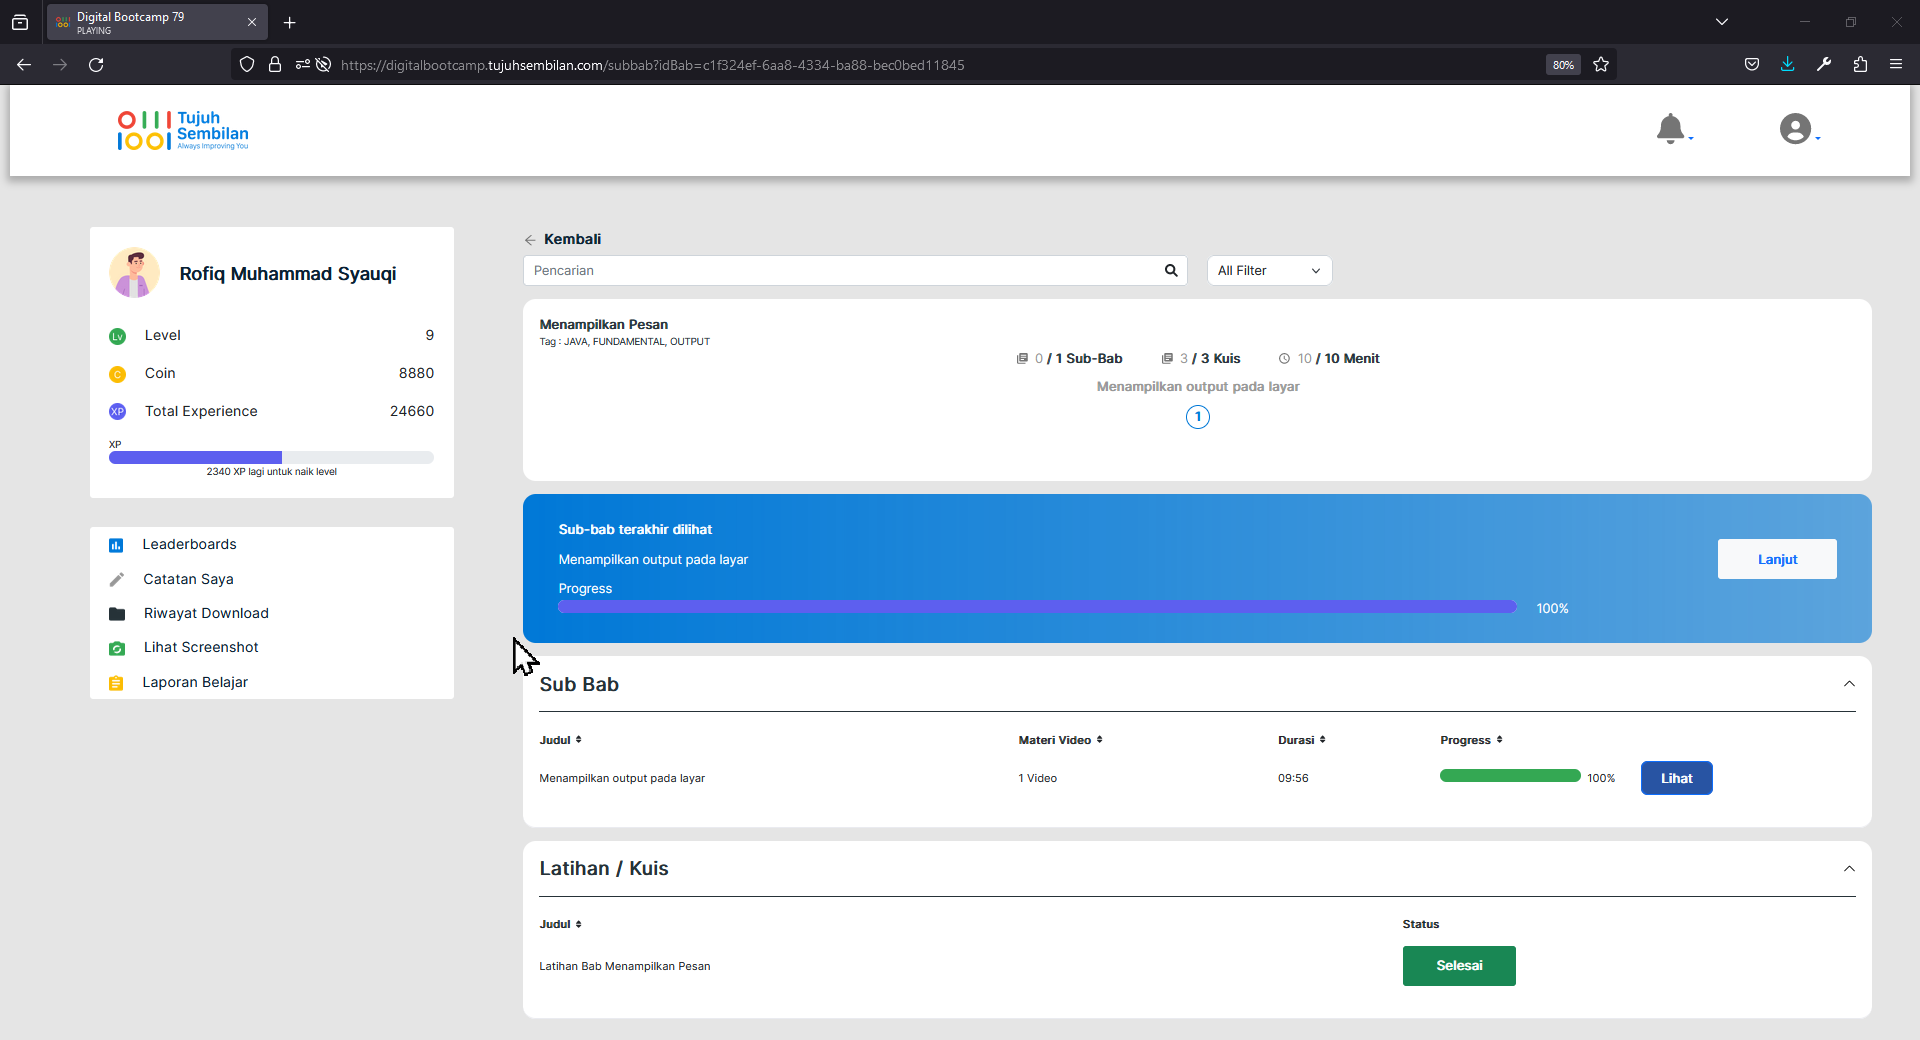 Digital Bootcamp 79
PLAYING
https://digitalbootcamp.tujuhsembilan.com/subbab?idBab=c1f324ef-6aa8-4334-ba88-bec0bed11845
80%
Tujuh
Sembilan
Always Improving You
Rofiq Muhammad Syauqi
Lv Level 9
C Coin 8880
XP Total Experience 24660
XP
2340 XP lagi untuk naik level
Leaderboards
Catatan Saya
Riwayat Download
Lihat Screenshot
Laporan Belajar
Kembali
Pencarian
All Filter
Menampilkan Pesan
Tag : JAVA, FUNDAMENTAL, OUTPUT
0 / 1 Sub-Bab 3 / 3 Kuis 10 / 10 Menit
Menampilkan output pada layar
1
Sub-bab terakhir dilihat
Menampilkan output pada layar
Progress
100%
Lanjut
Sub Bab
Judul Materi Video Durasi Progress
Menampilkan output pada layar 1 Video 09:56 100% Lihat
Latihan / Kuis
Judul Status
Latihan Bab Menampilkan Pesan Selesai